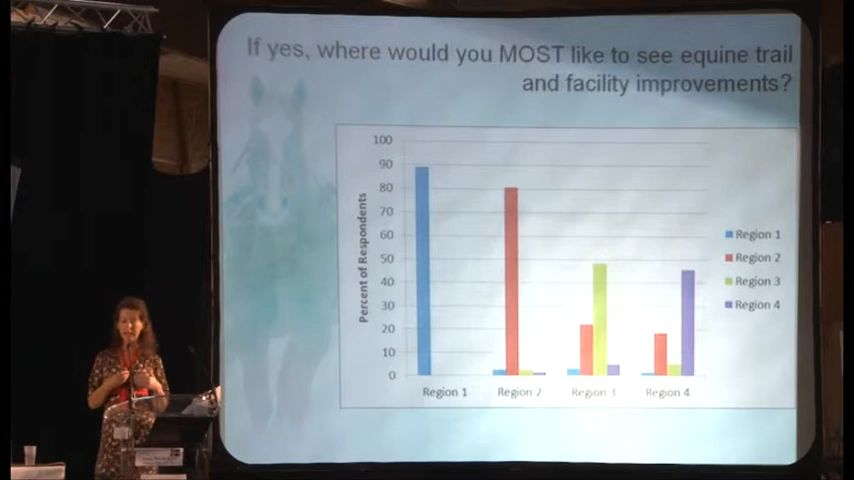 If yes, where would you MOST like to see equine trail
and facility improvements?
100
90
80
70
60
50
40
30
20
10
0
Percent of Respondents
Region 1
Region 2
Region 3
Region 4
Region 1
Region 2
Region 3
Region 4